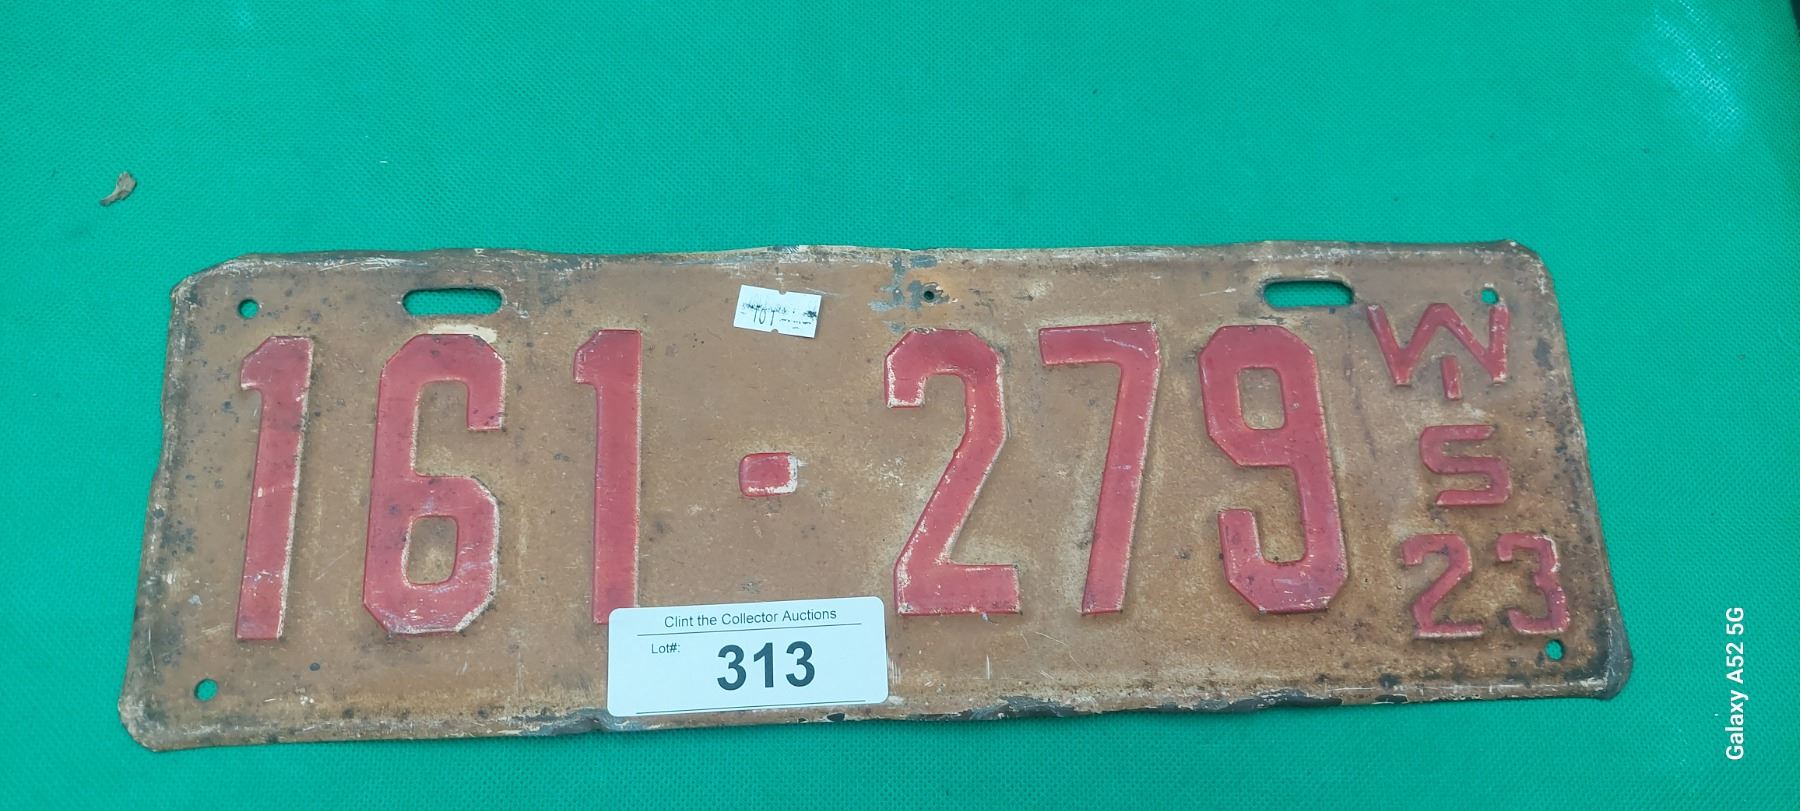 161-279
WIS
23
Clint the Collector Auctions
Lot#:
313
Galaxy A52 5G